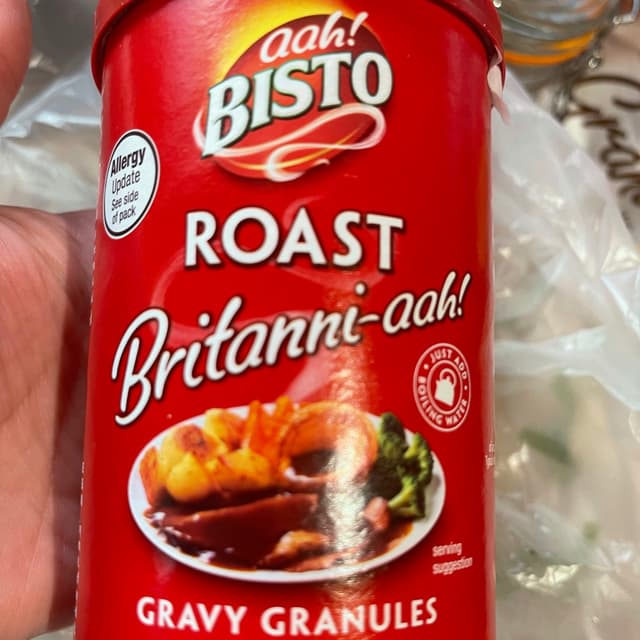 aah!
BISTO
Allergy
Update
See side
of pack
ROAST
Britanni-aah!
• JUST ADD •
BOILING WATER
serving
suggestion
GRAVY GRANULES